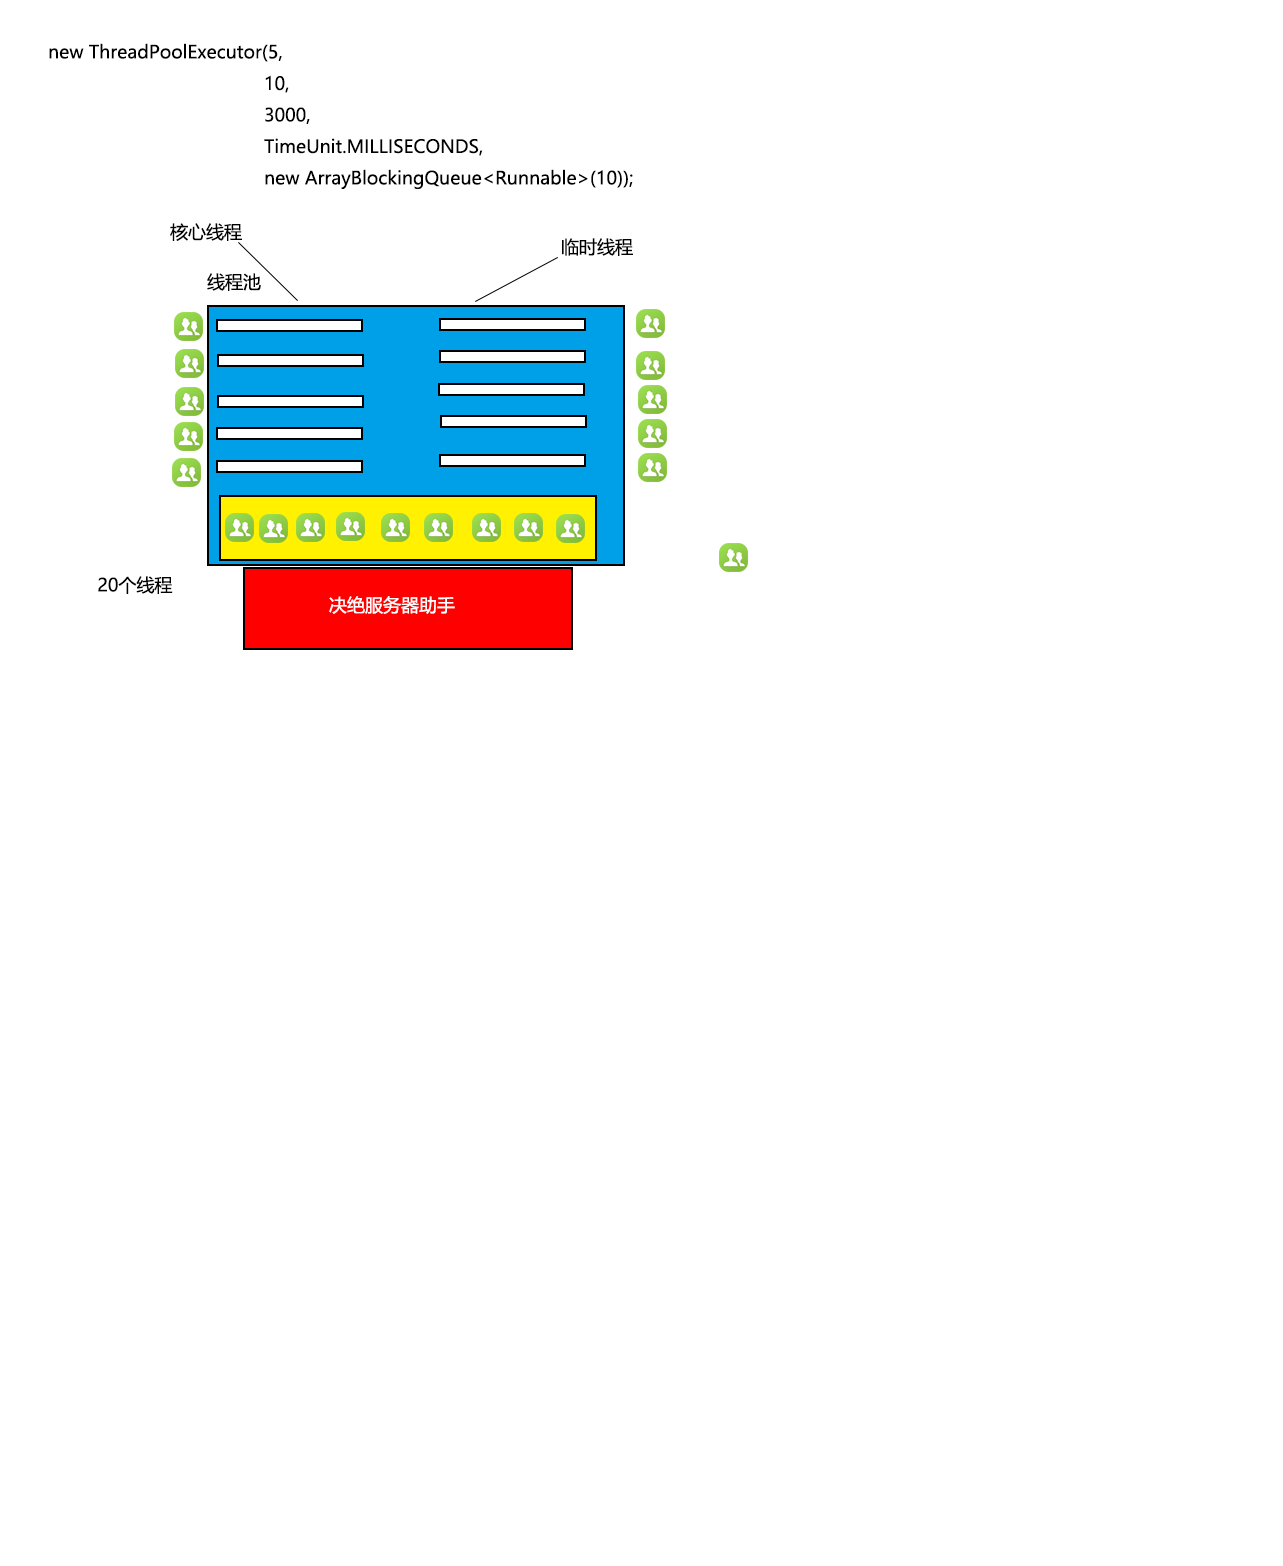 new ThreadPoolExecutor(5,
10,
3000,
TimeUnit.MILLISECONDS,
new ArrayBlockingQueue<Runnable>(10));
核心线程
临时线程
线程池
20个线程
决绝服务器助手